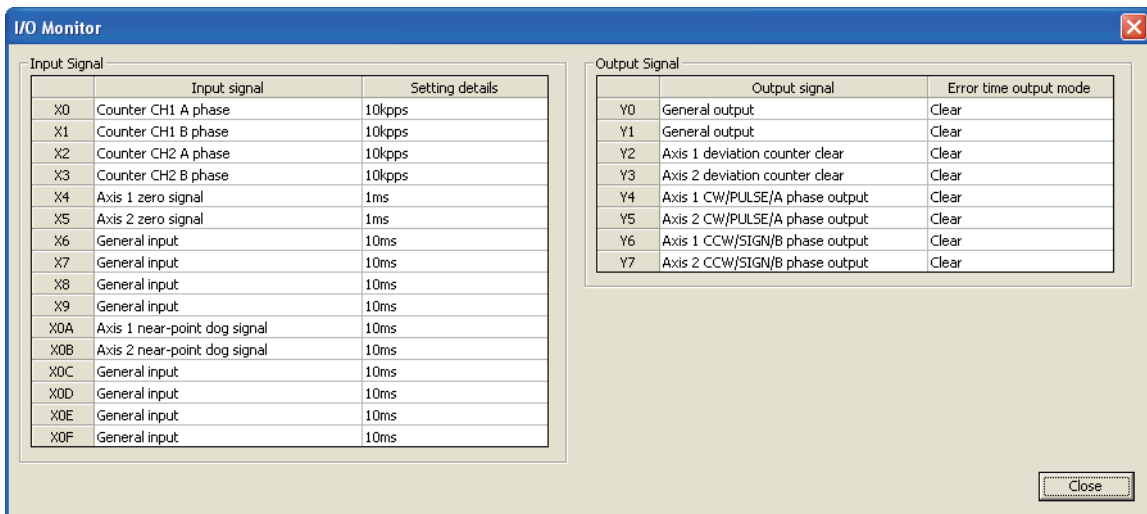 I/O Monitor
Input Signal
Input signal Setting details
X0 Counter CH1 A phase 10kpps
X1 Counter CH1 B phase 10kpps
X2 Counter CH2 A phase 10kpps
X3 Counter CH2 B phase 10kpps
X4 Axis 1 zero signal 1ms
X5 Axis 2 zero signal 1ms
X6 General input 10ms
X7 General input 10ms
X8 General input 10ms
X9 General input 10ms
X0A Axis 1 near-point dog signal 10ms
X0B Axis 2 near-point dog signal 10ms
X0C General input 10ms
X0D General input 10ms
X0E General input 10ms
X0F General input 10ms
Output Signal
Output signal Error time output mode
Y0 General output Clear
Y1 General output Clear
Y2 Axis 1 deviation counter clear Clear
Y3 Axis 2 deviation counter clear Clear
Y4 Axis 1 CW/PULSE/A phase output Clear
Y5 Axis 2 CW/PULSE/A phase output Clear
Y6 Axis 1 CCW/SIGN/B phase output Clear
Y7 Axis 2 CCW/SIGN/B phase output Clear
Close